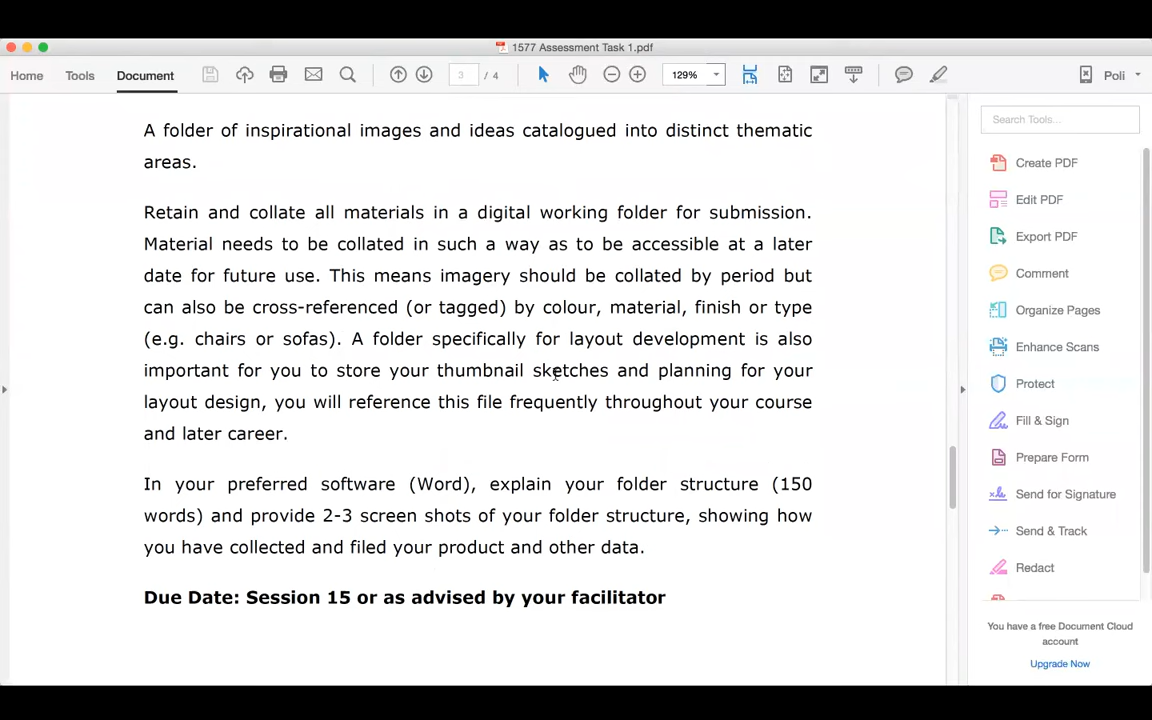 1577 Assessment Task 1.pdf
Home
Tools
Document
3 / 4
129%
Poli
A folder of inspirational images and ideas catalogued into distinct thematic
areas.
Retain and collate all materials in a digital working folder for submission.
Material needs to be collated in such a way as to be accessible at a later
date for future use. This means imagery should be collated by period but
can also be cross-referenced (or tagged) by colour, material, finish or type
(e.g. chairs or sofas). A folder specifically for layout development is also
important for you to store your thumbnail sketches and planning for your
layout design, you will reference this file frequently throughout your course
and later career.
In your preferred software (Word), explain your folder structure (150
words) and provide 2-3 screen shots of your folder structure, showing how
you have collected and filed your product and other data.
Due Date: Session 15 or as advised by your facilitator
Search Tools...
Create PDF
Edit PDF
Export PDF
Comment
Organize Pages
Enhance Scans
Protect
Fill & Sign
Prepare Form
Send for Signature
Send & Track
Redact
You have a free Document Cloud
account
Upgrade Now